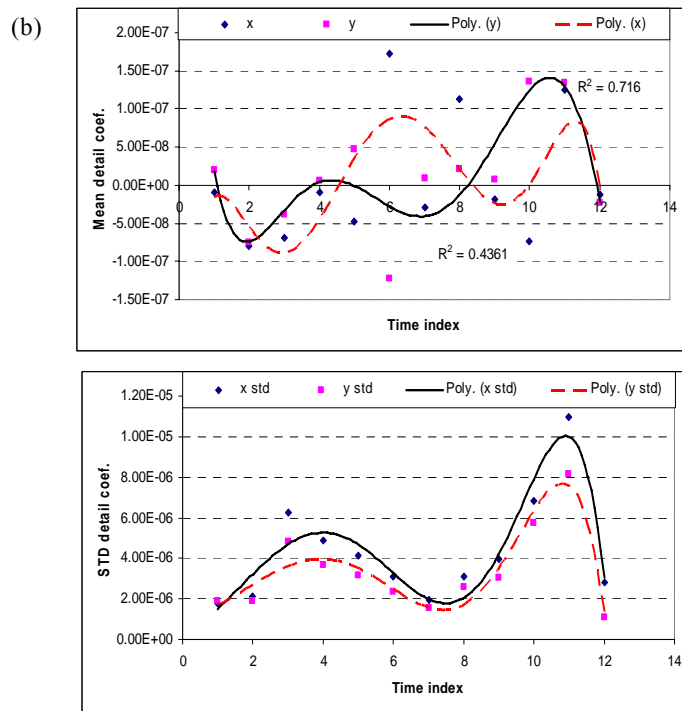 (b)
x y Poly. (y) Poly. (x)
2.00E-07
1.50E-07
1.00E-07
5.00E-08
0.00E+00
-5.00E-08
-1.00E-07
-1.50E-07
Mean detail coef.
R² = 0.716
R² = 0.4361
0 2 4 6 8 10 12 14
Time index
x std y std Poly. (x std) Poly. (y std)
1.20E-05
1.00E-05
8.00E-06
6.00E-06
4.00E-06
2.00E-06
0.00E+00
STD detail coef.
0 2 4 6 8 10 12 14
Time index